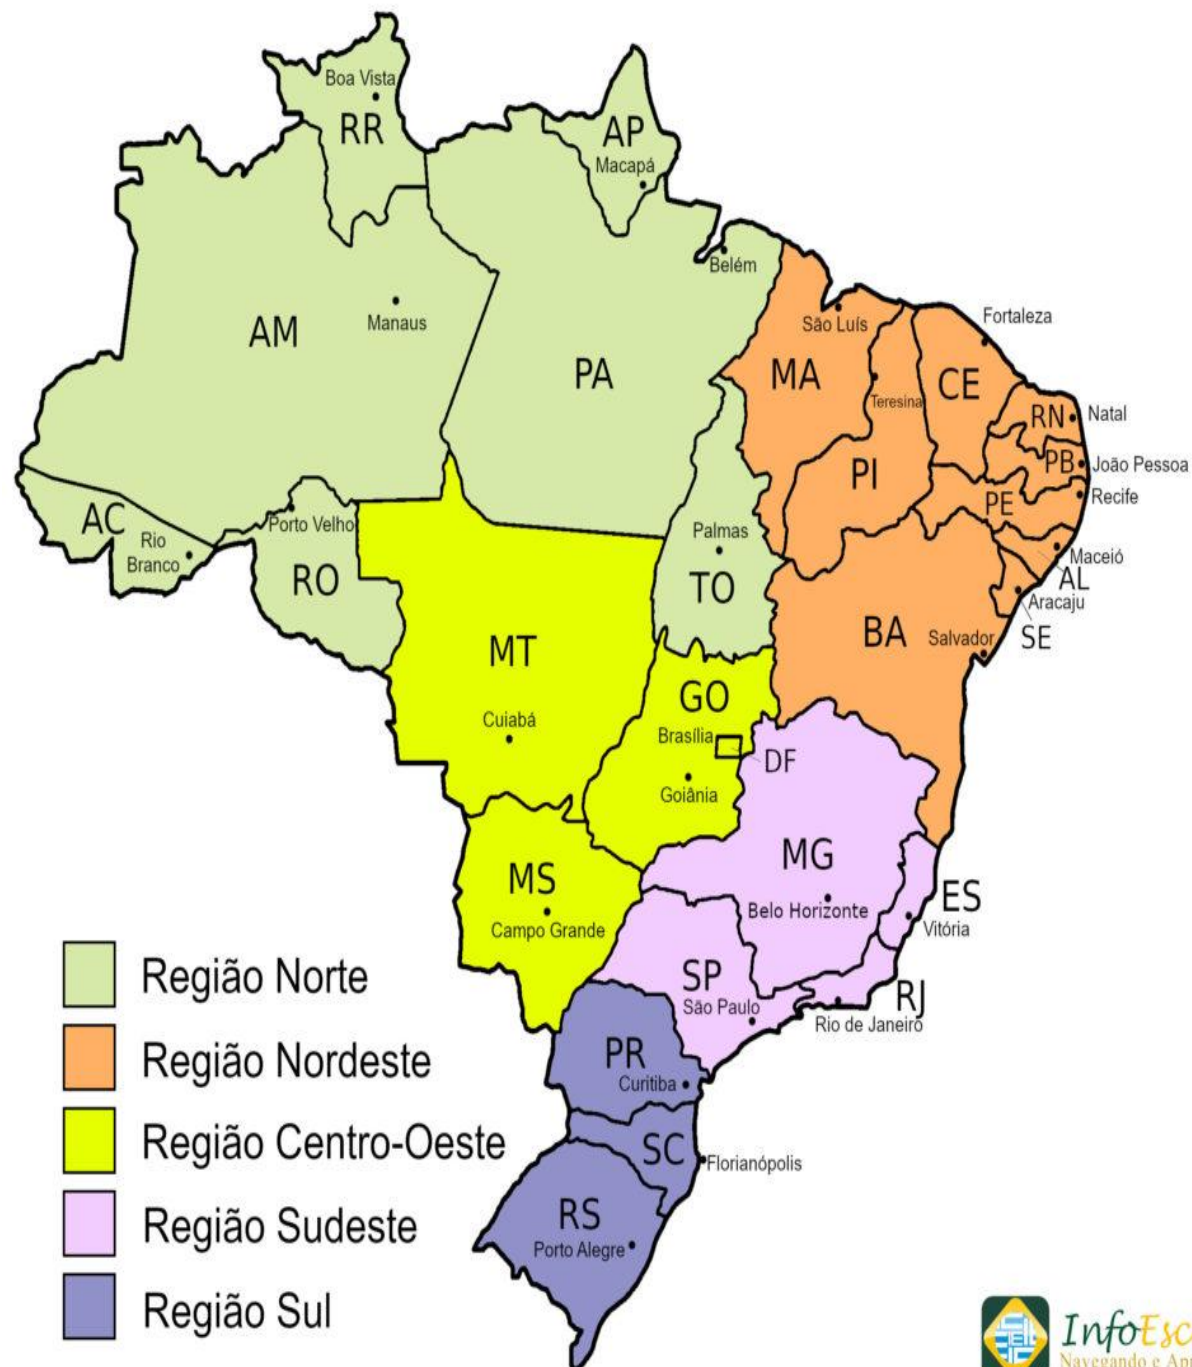 Boa Vista
RR
AP
Macapá
Belém
AM
Manaus
PA
São Luís
MA
Teresina
Fortaleza
CE
RN
Natal
PB
João Pessoa
PI
PE
Recife
AC
Rio
Branco
Porto Velho
RO
Palmas
TO
Maceió
AL
Aracaju
SE
BA
Salvador
MT
Cuiabá
GO
Brasília
DF
Goiânia
MS
Campo Grande
MG
Belo Horizonte
ES
Vitória
SP
São Paulo
RJ
Rio de Janeiro
PR
Curitiba
SC
Florianópolis
RS
Porto Alegre
Região Norte
Região Nordeste
Região Centro-Oeste
Região Sudeste
Região Sul
InfoEsc
Navegando e Ap